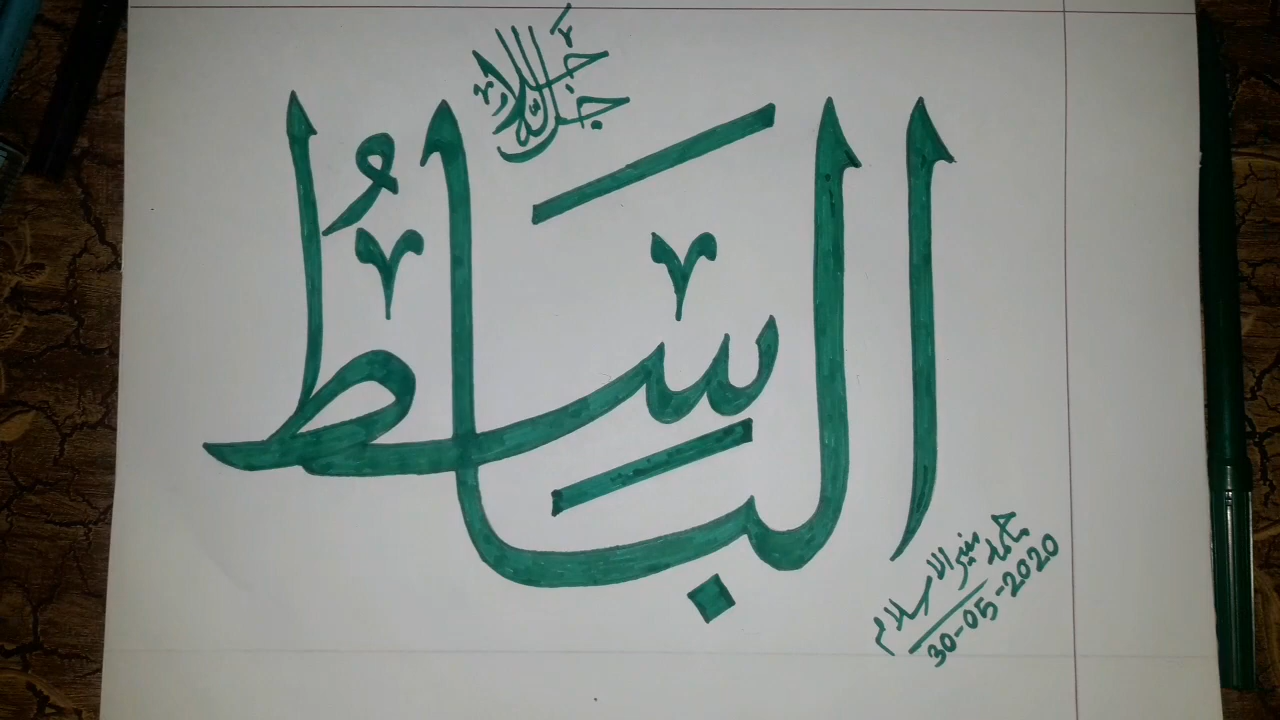 جل جلاله
الباسط
محمد منیر الاسلام
30-05-2020